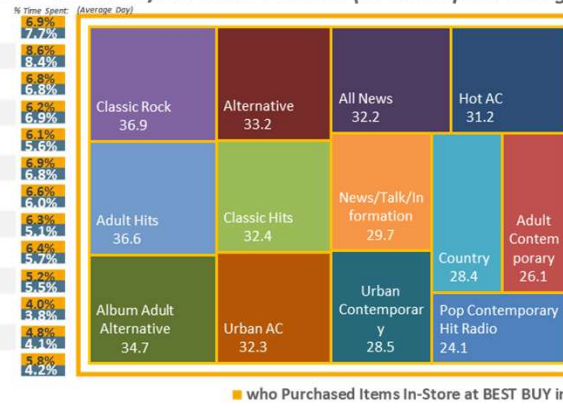 % Time Spent: (Average Day)
6.9%
7.7%
8.6%
8.4%
6.8%
6.8%
6.2%
6.9%
6.1%
5.6%
6.9%
6.8%
6.6%
6.0%
6.3%
5.1%
6.4%
5.7%
5.2%
5.5%
4.0%
3.8%
4.8%
4.1%
5.8%
4.2%
Classic Rock
36.9
Alternative
33.2
All News
32.2
Hot AC
31.2
Adult Hits
36.6
Classic Hits
32.4
News/Talk/In
formation
29.7
Country
28.4
Adult
Contem
porary
26.1
Album Adult
Alternative
34.7
Urban AC
32.3
Urban
Contemporar
y
28.5
Pop Contemporary
Hit Radio
24.1
who Purchased Items In-Store at BEST BUY in